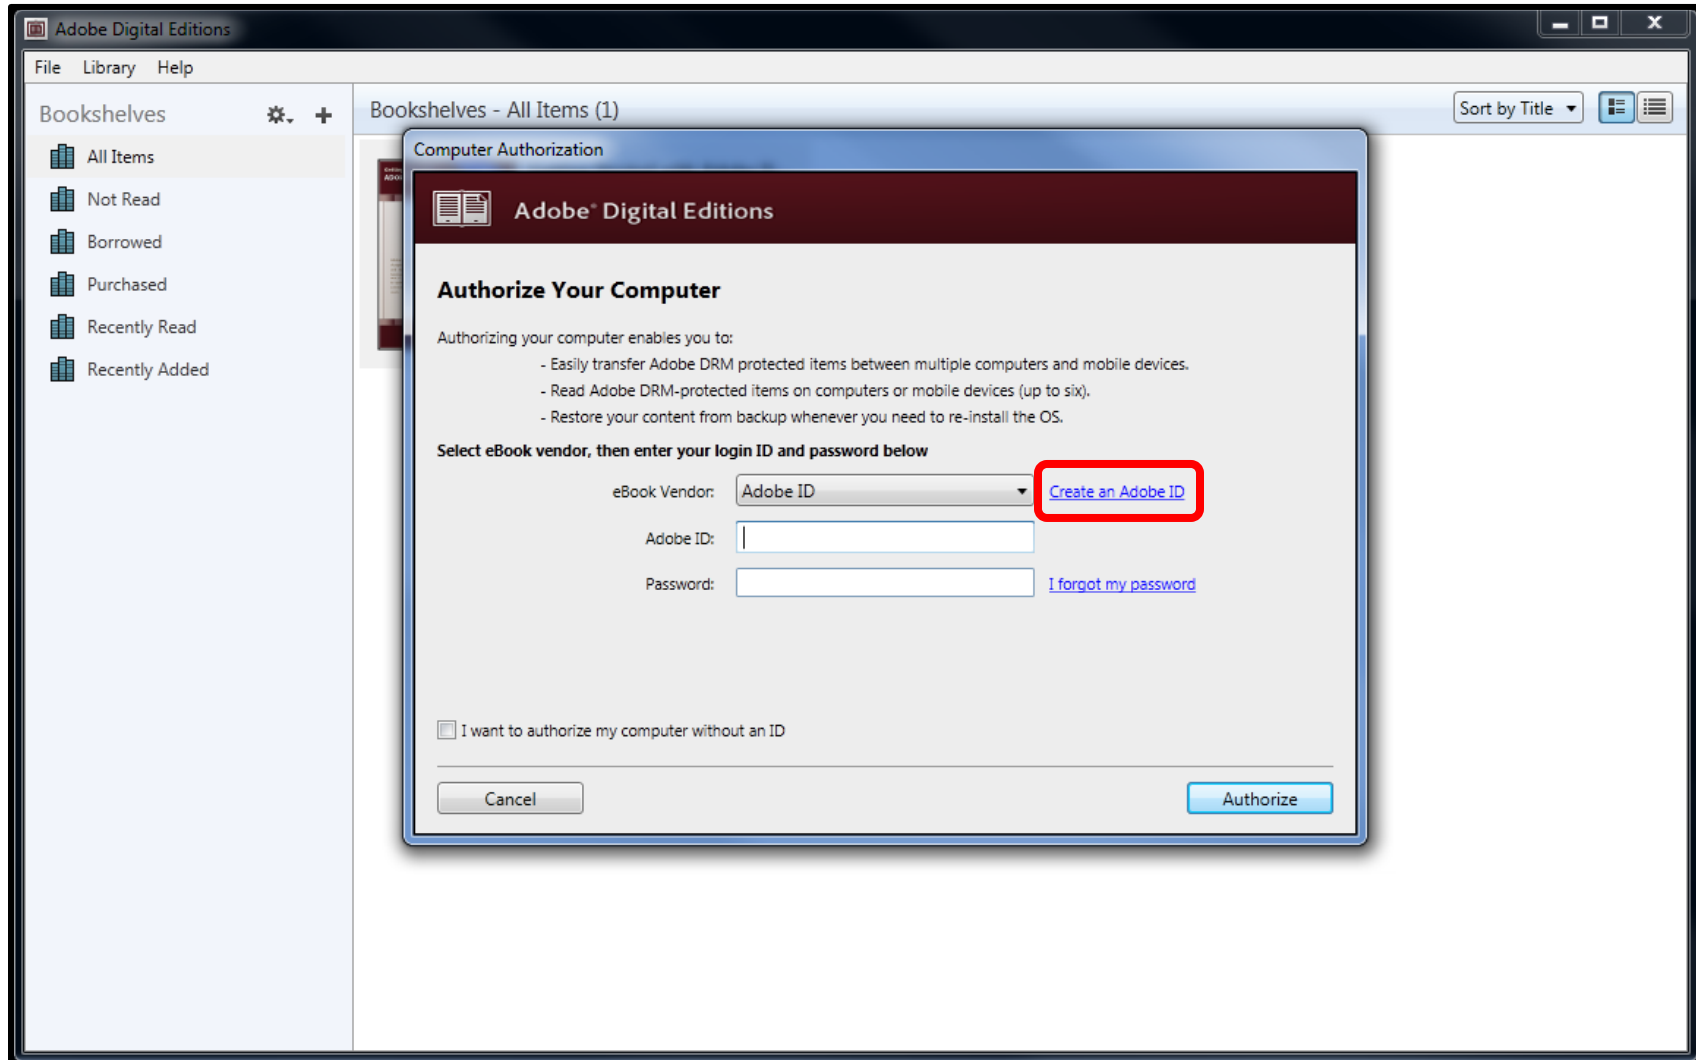 Adobe Digital Editions
File Library Help
Bookshelves
All Items
Not Read
Borrowed
Purchased
Recently Read
Recently Added
Bookshelves - All Items (1)
Sort by Title
Computer Authorization
Adobe® Digital Editions
Authorize Your Computer
Authorizing your computer enables you to:
- Easily transfer Adobe DRM protected items between multiple computers and mobile devices.
- Read Adobe DRM-protected items on computers or mobile devices (up to six).
- Restore your content from backup whenever you need to re-install the OS.
Select eBook vendor, then enter your login ID and password below
eBook Vendor: Adobe ID Create an Adobe ID
Adobe ID:
Password: I forgot my password
I want to authorize my computer without an ID
Cancel Authorize